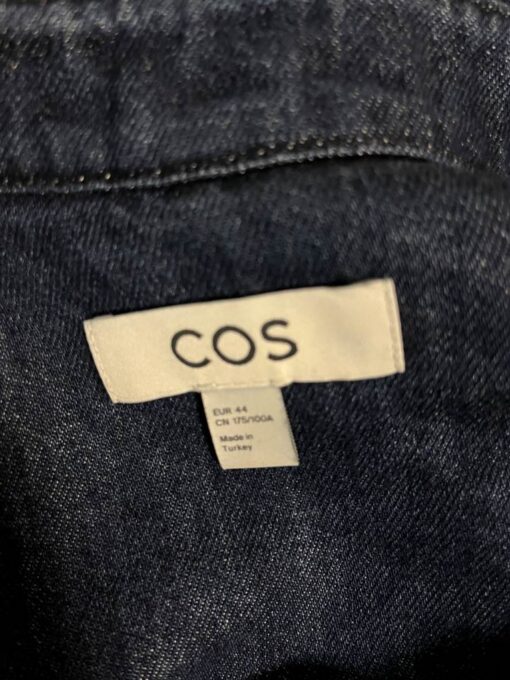 COS
EUR 44
CN 175/100A
Made in
Turkey